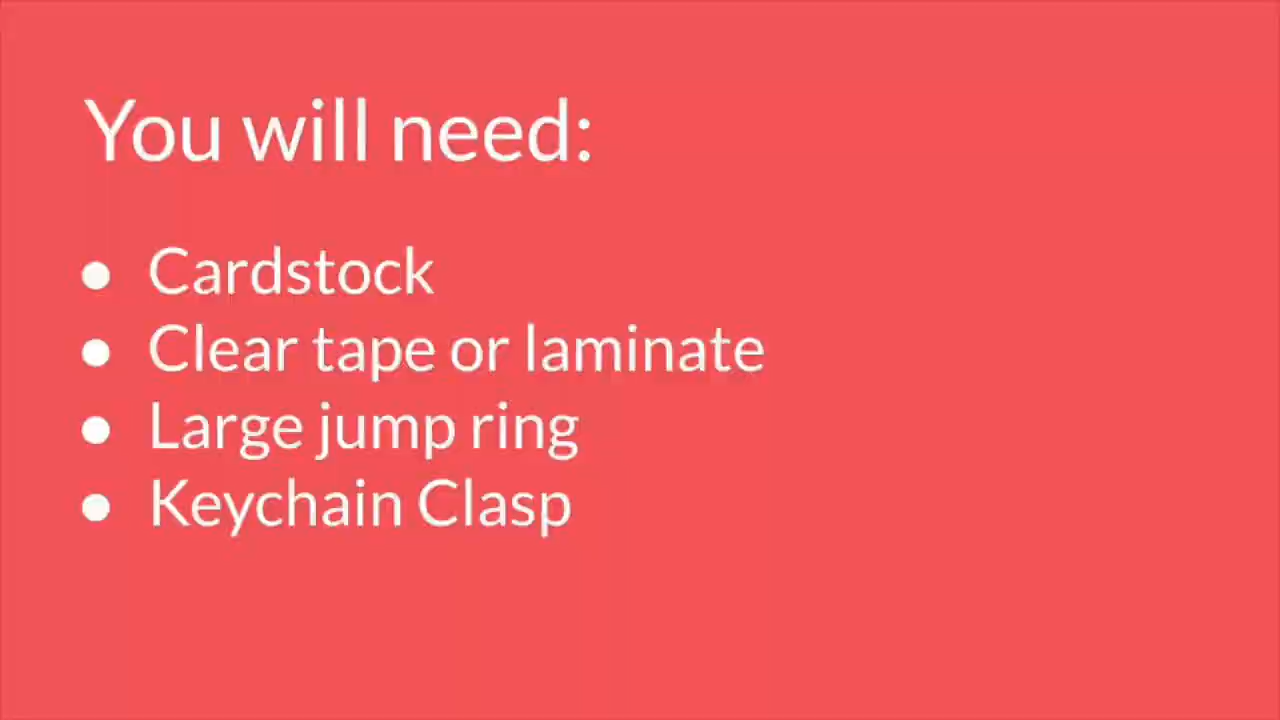 You will need:
● Cardstock
● Clear tape or laminate
● Large jump ring
● Keychain Clasp